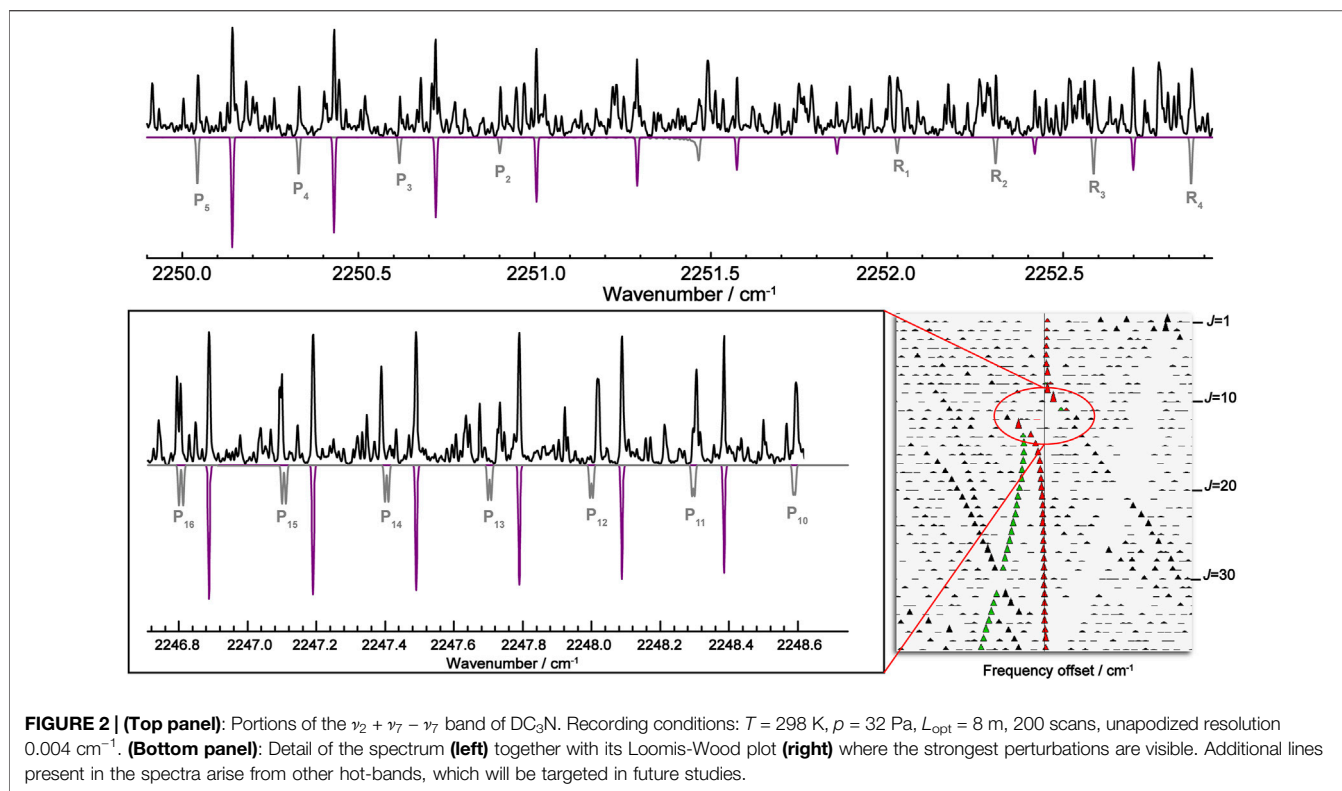 P₅
P₄
P₃
P₂
R₁
R₂
R₃
R₄
2250.0 2250.5 2251.0 2251.5 2252.0 2252.5
Wavenumber / cm⁻¹
P₁₆
P₁₅
P₁₄
P₁₃
P₁₂
P₁₁
P₁₀
2246.8 2247.0 2247.2 2247.4 2247.6 2247.8 2248.0 2248.2 2248.4 2248.6
Wavenumber / cm⁻¹
J=1
J=10
J=20
J=30
Frequency offset / cm⁻¹
FIGURE 2 | (Top panel): Portions of the ν₂ + ν₇ − ν₇ band of DC₃N. Recording conditions: T = 298 K, p = 32 Pa, Lₒₚₜ = 8 m, 200 scans, unapodized resolution
0.004 cm⁻¹. (Bottom panel): Detail of the spectrum (left) together with its Loomis-Wood plot (right) where the strongest perturbations are visible. Additional lines
present in the spectra arise from other hot-bands, which will be targeted in future studies.